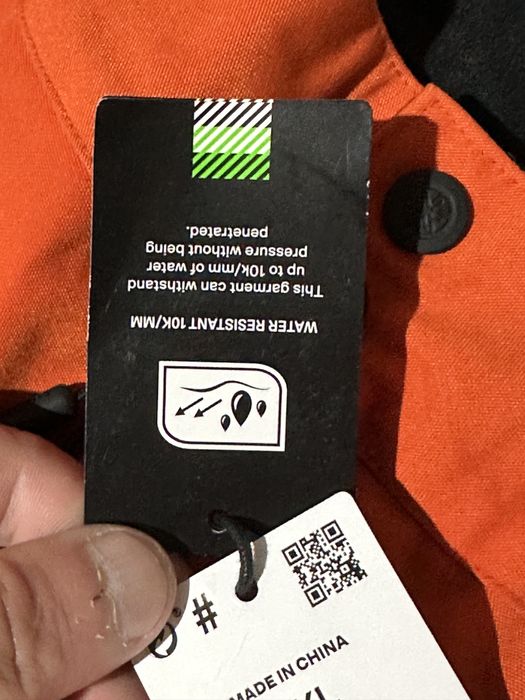 WATER RESISTANT 10K/MM
This garment can withstand
up to 10K/mm of water
pressure without being
penetrated.
#
MADE IN CHINA